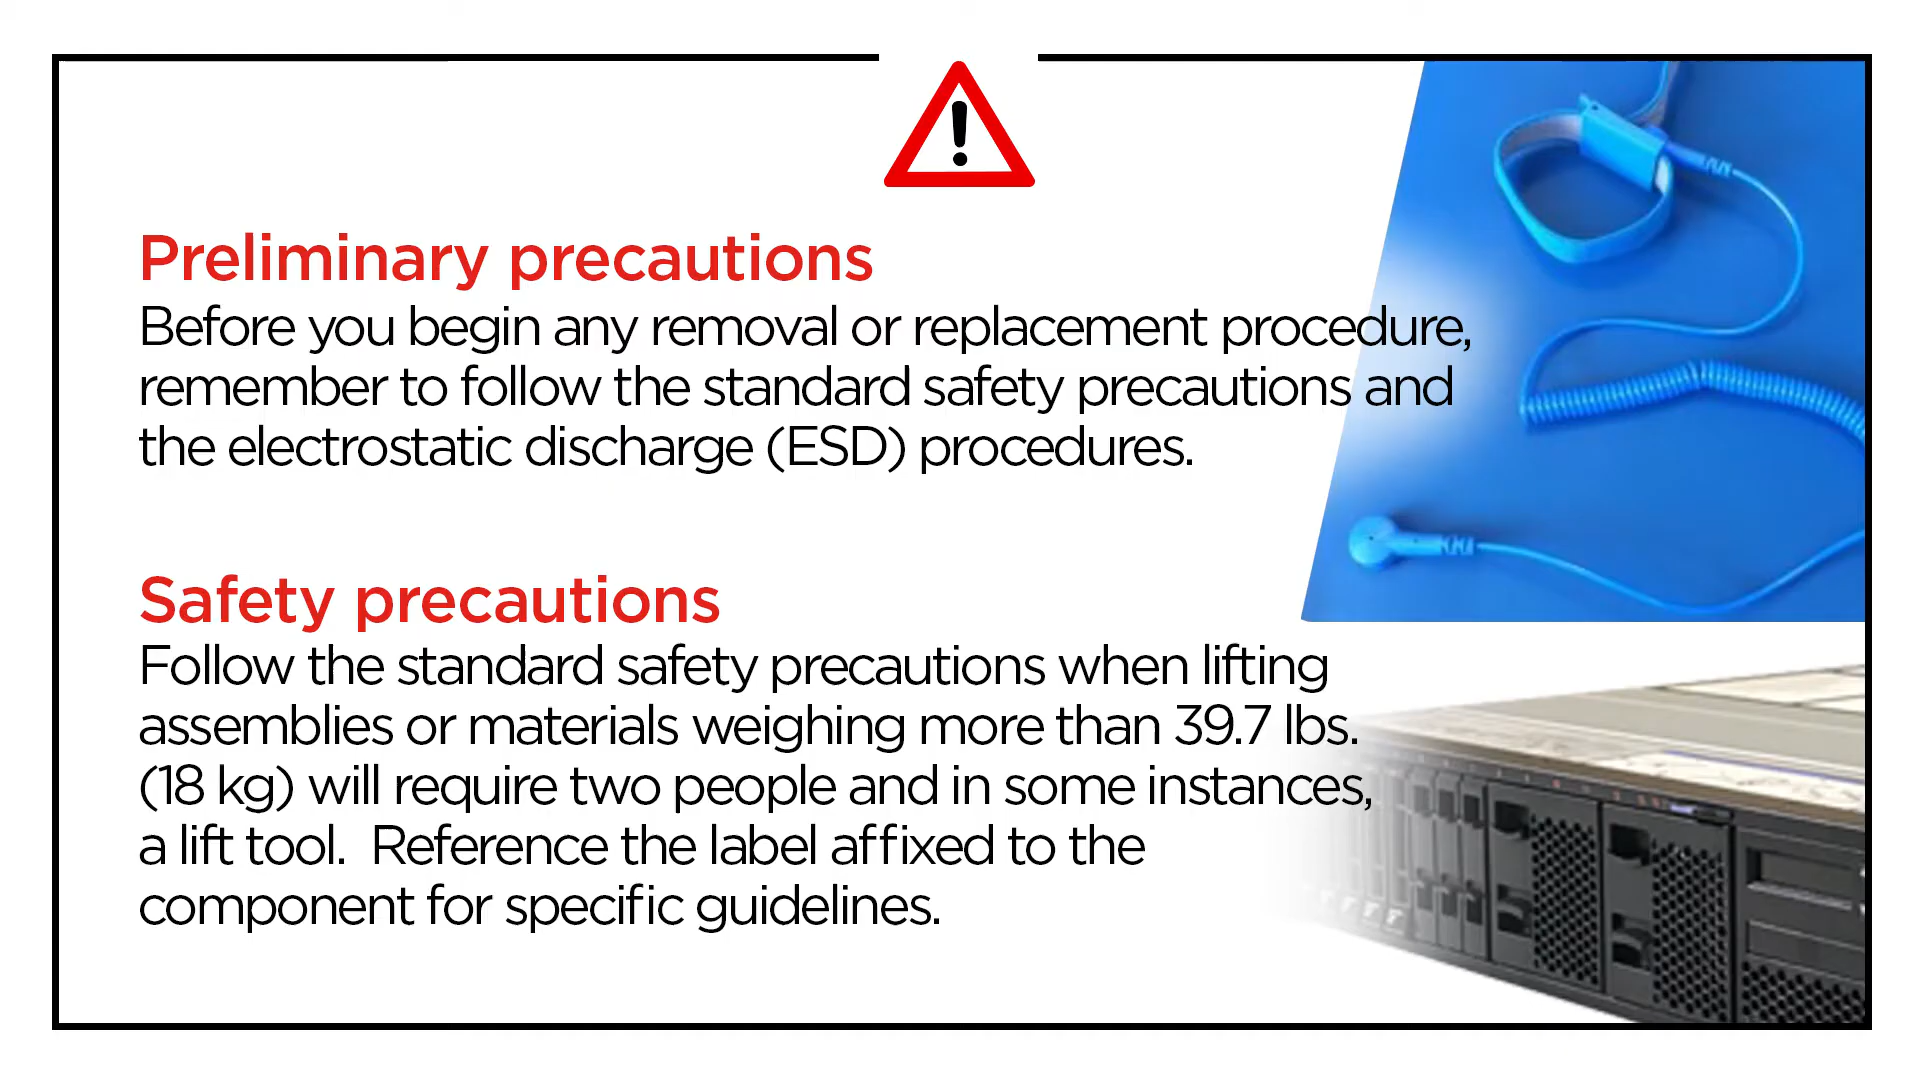 Preliminary precautions
Before you begin any removal or replacement procedure,
remember to follow the standard safety precautions and
the electrostatic discharge (ESD) procedures.
Safety precautions
Follow the standard safety precautions when lifting
assemblies or materials weighing more than 39.7 lbs.
(18 kg) will require two people and in some instances,
a lift tool.  Reference the label affixed to the
component for specific guidelines.